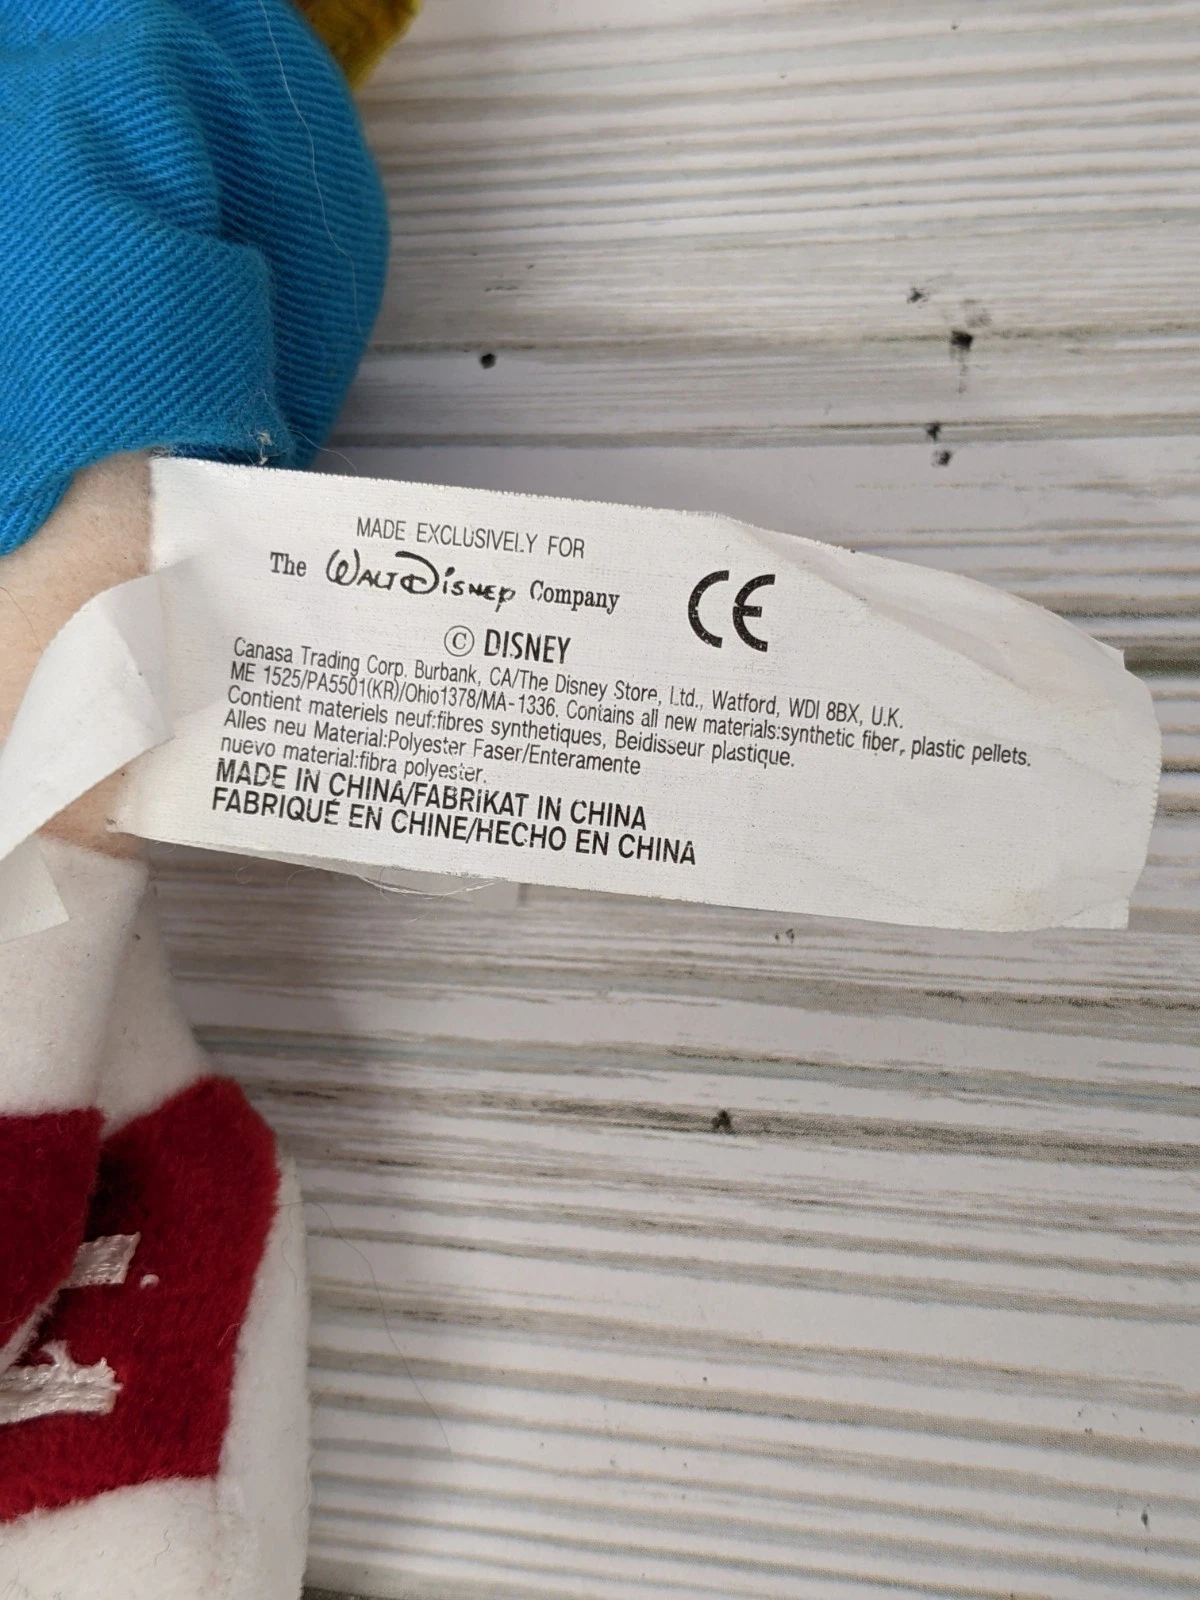 MADE EXCLUSIVELY FOR
The WALT DISNEY Company
CE
© DISNEY
Canasa Trading Corp. Burbank, CA/The Disney Store, Ltd., Watford, WDI 8BX, U.K.
ME 1525/PA5501(KR)/Ohio1378/MA-1336. Contains all new materials:synthetic fiber, plastic pellets.
Contient materiels neuf:fibres synthetiques, Beidisseur plastique.
Alles neu Material:Polyester Faser/Enteramente
nuevo material:fibra polyester.
MADE IN CHINA/FABRIKAT IN CHINA
FABRIQUÉ EN CHINE/HECHO EN CHINA